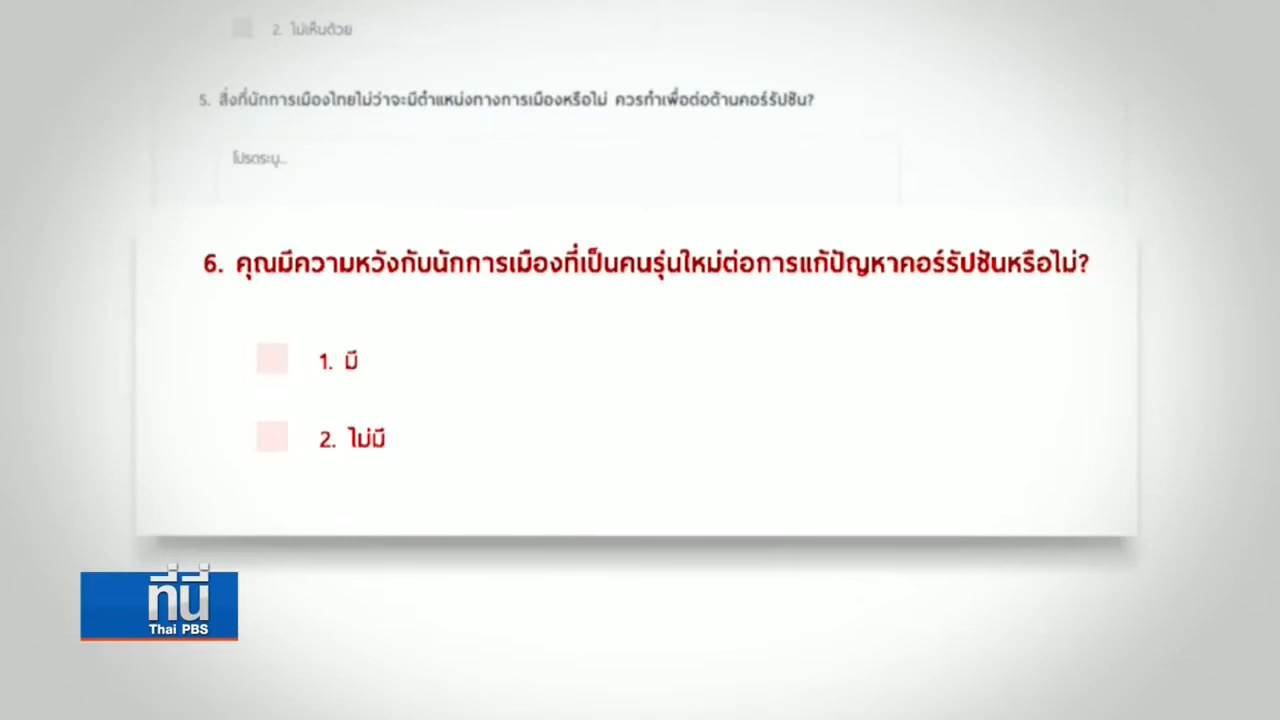 2. ไม่เห็นด้วย
5. สิ่งที่นักการเมืองไทยไม่ว่าจะมีตำแหน่งทางการเมืองหรือไม่ ควรทำเพื่อต่อต้านคอร์รัปชัน?
โปรดระบุ...
6. คุณมีความหวังกับนักการเมืองที่เป็นคนรุ่นใหม่ต่อการแก้ปัญหาคอร์รัปชันหรือไม่?
1. มี
2. ไม่มี
ที่นี่
Thai PBS